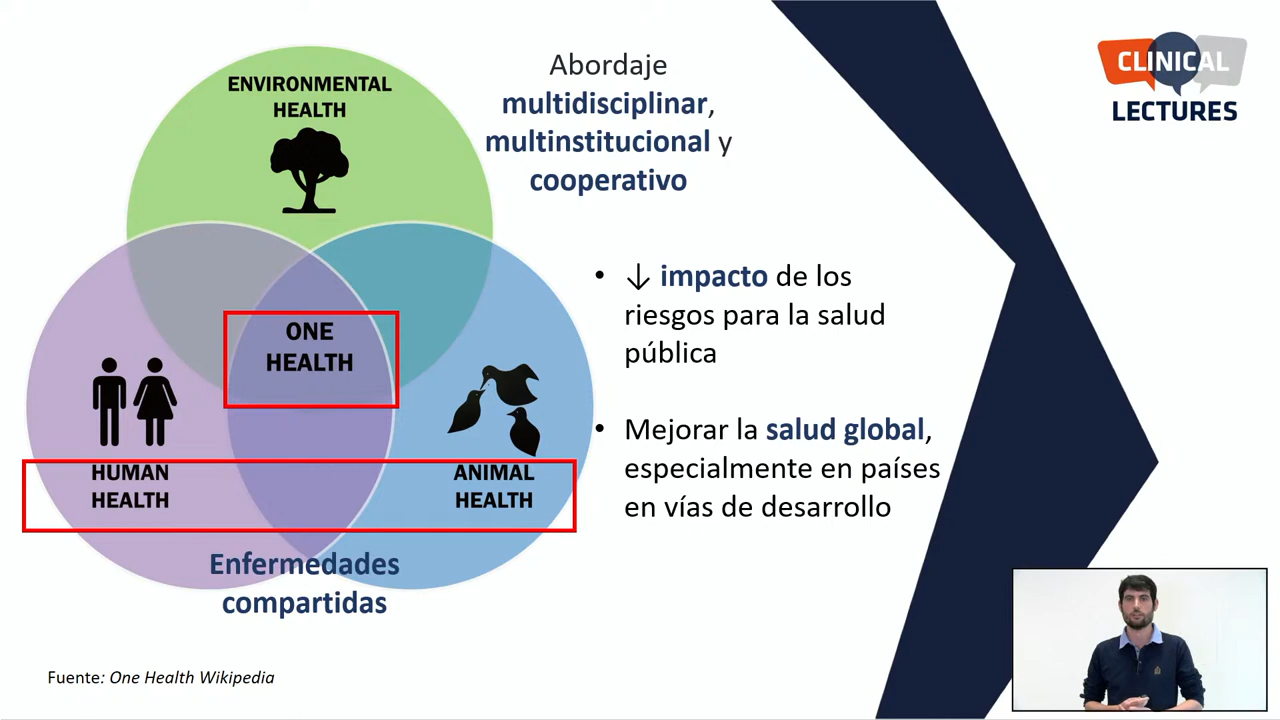 ENVIRONMENTAL
HEALTH
ONE
HEALTH
HUMAN
HEALTH
ANIMAL
HEALTH
Enfermedades
compartidas
Fuente: One Health Wikipedia
Abordaje
multidisciplinar,
multinstitucional y
cooperativo
• ↓ impacto de los
riesgos para la salud
pública
• Mejorar la salud global,
especialmente en países
en vías de desarrollo
CLINICAL
LECTURES